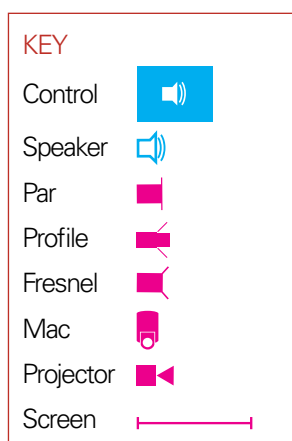 KEY
Control
Speaker
Par
Profile
Fresnel
Mac
Projector
Screen